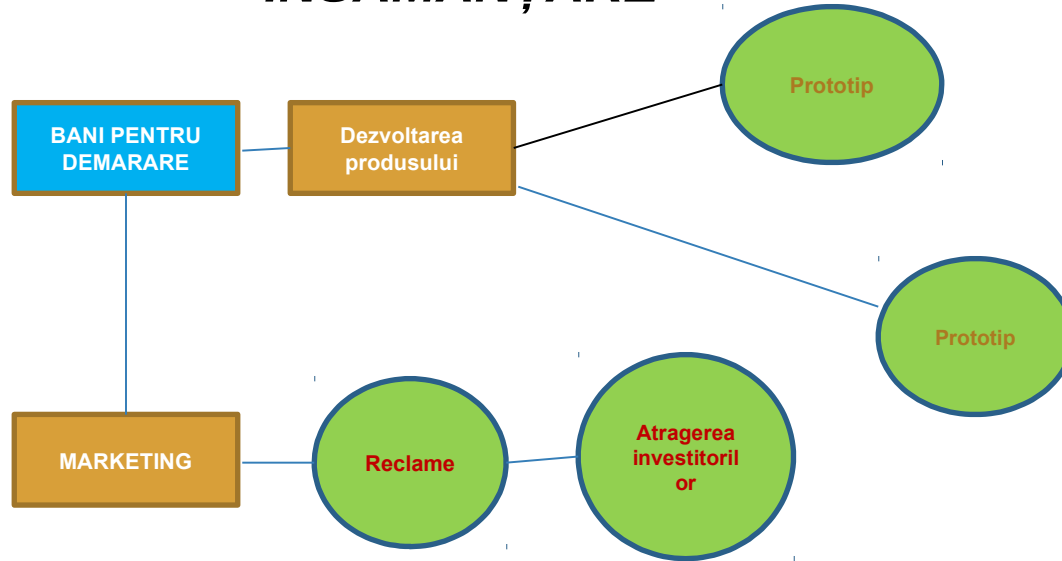 Prototip
BANI PENTRU
DEMARARE
Dezvoltarea
produsului
Prototip
MARKETING
Reclame
Atragerea
investitoril
or